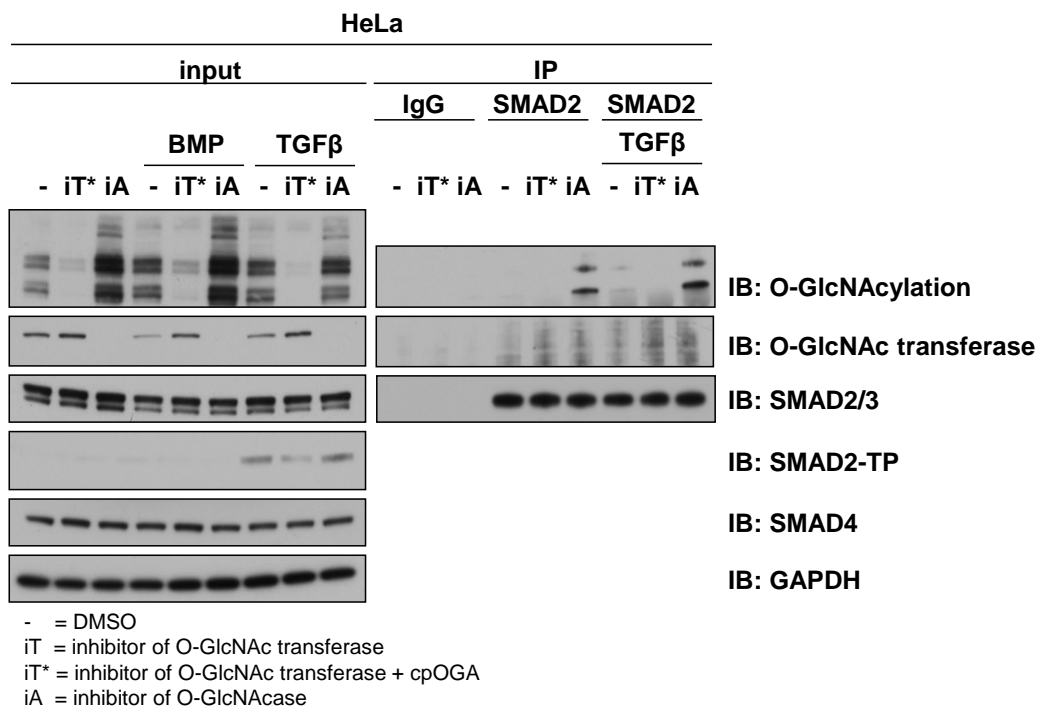 HeLa
input IP
IgG SMAD2 SMAD2
BMP TGFβ TGFβ
- iT* iA - iT* iA - iT* iA - iT* iA - iT* iA - iT* iA
IB: O-GlcNAcylation
IB: O-GlcNAc transferase
IB: SMAD2/3
IB: SMAD2-TP
IB: SMAD4
IB: GAPDH
- = DMSO
iT = inhibitor of O-GlcNAc transferase
iT* = inhibitor of O-GlcNAc transferase + cpOGA
iA = inhibitor of O-GlcNAcase